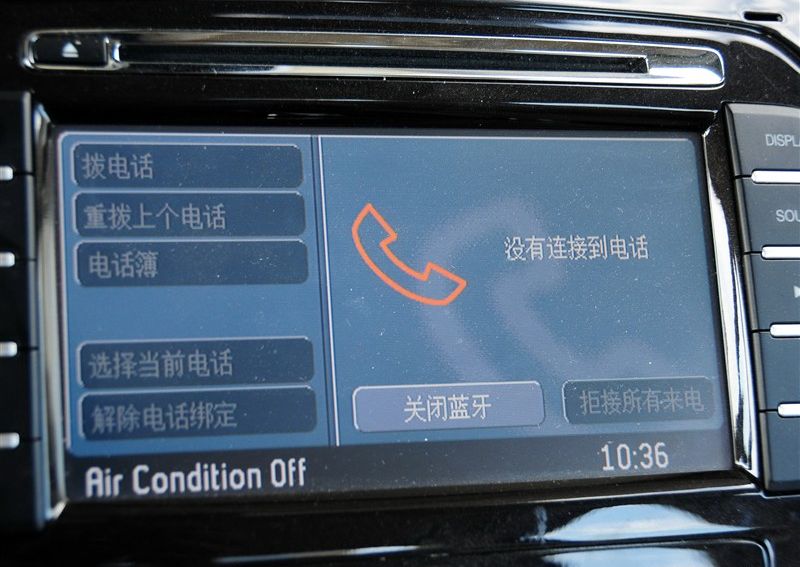 拨电话
重拨上个电话
电话簿
选择当前电话
解除电话绑定
没有连接到电话
关闭蓝牙
拒接所有来电
Air Condition Off
10:36